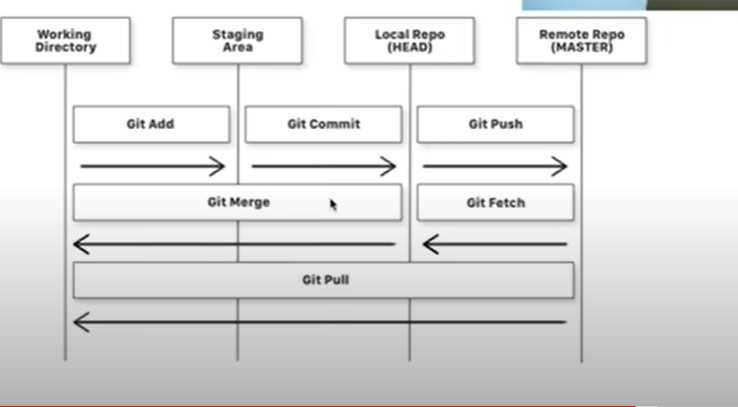 Working
Directory
Staging
Area
Local Repo
(HEAD)
Remote Repo
(MASTER)
Git Add
Git Commit
Git Push
Git Merge
Git Fetch
Git Pull